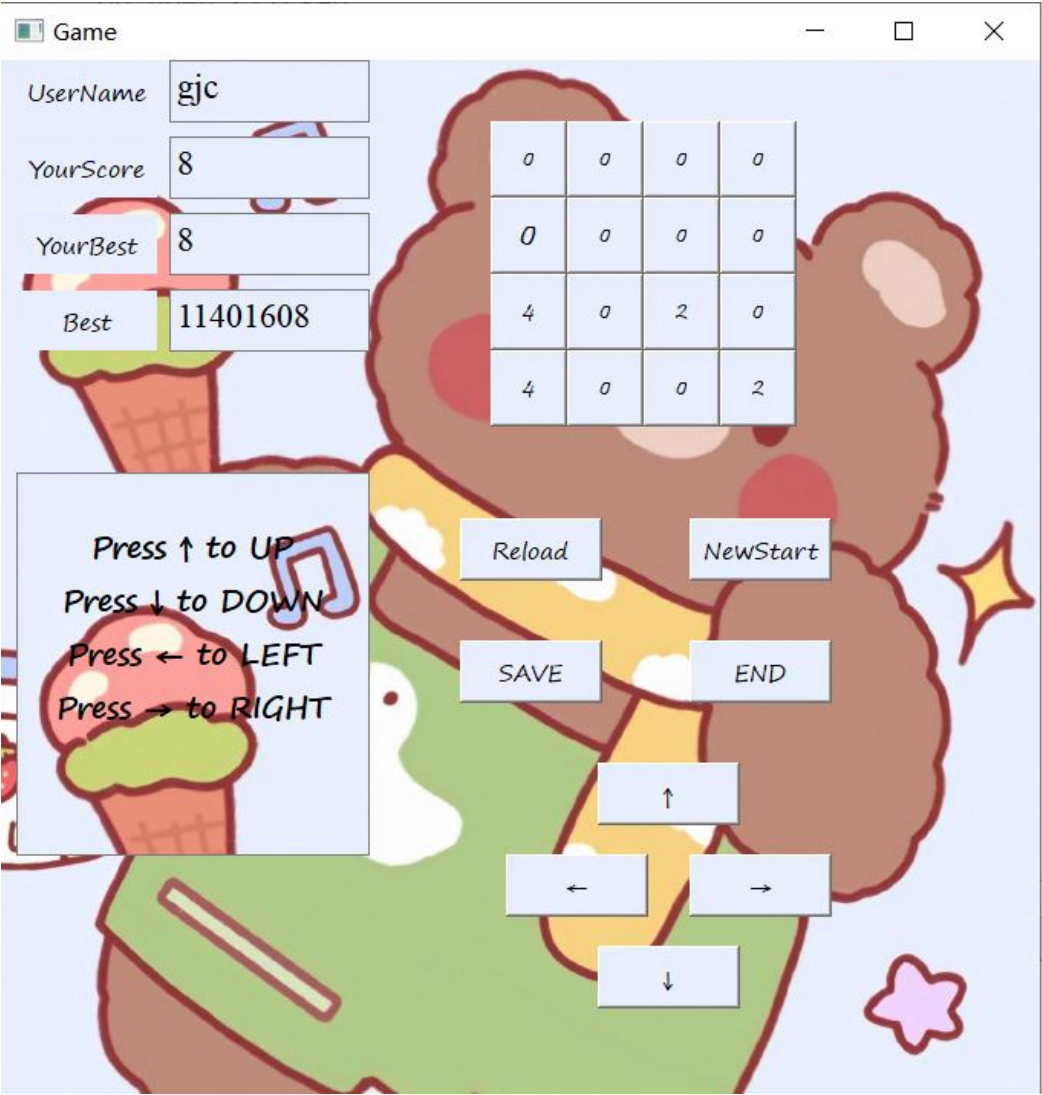 Game
UserName gjc
YourScore 8
YourBest 8
Best 11401608
0 0 0 0
0 0 0 0
4 0 2 0
4 0 0 2
Press ↑ to UP
Press ↓ to DOWN
Press ← to LEFT
Press → to RIGHT
Reload NewStart
SAVE END
↑
← →
↓